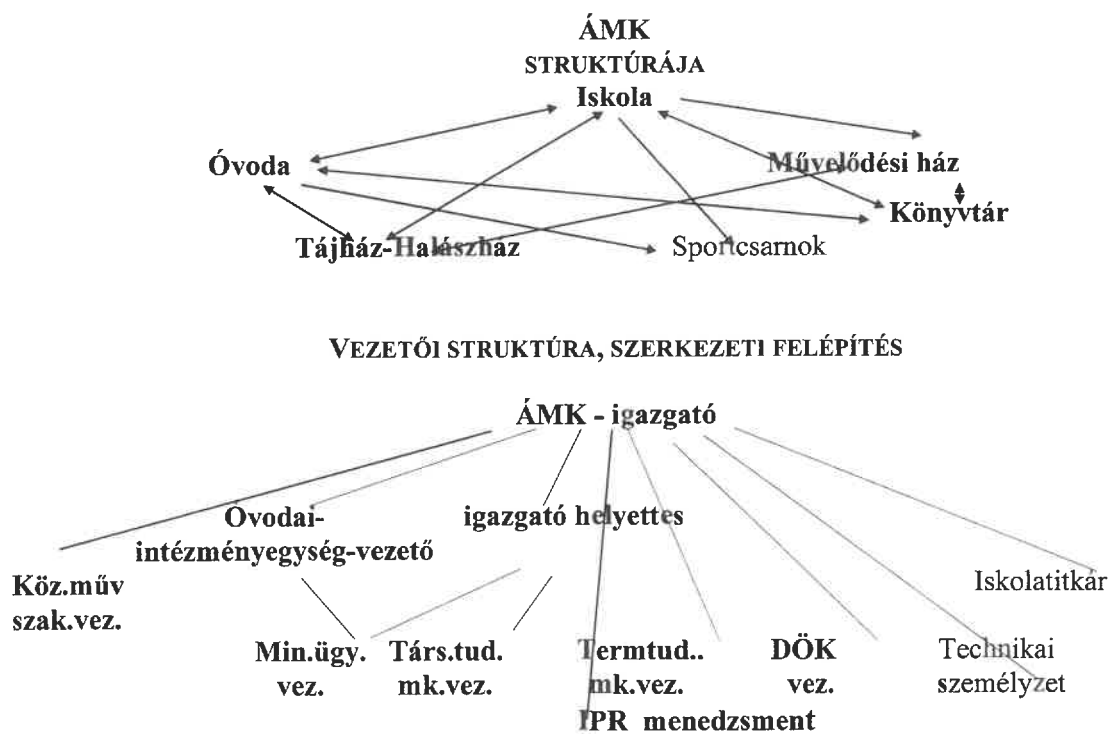 ÁMK
STRUKTÚRÁJA
Iskola
Óvoda
Művelődési ház
Könyvtár
Tájház-Halászház
Sportcsarnok
VEZETŐI STRUKTÚRA, SZERKEZETI FELÉPÍTÉS
ÁMK - igazgató
Óvodai-
intézményegység-vezető
igazgató helyettes
Köz.műv
szak.vez.
Iskolatitkár
Min.ügy.
vez.
Társ.tud.
mk.vez.
Termtud..
mk.vez.
IPR menedzsment
DÖK
vez.
Technikai
személyzet